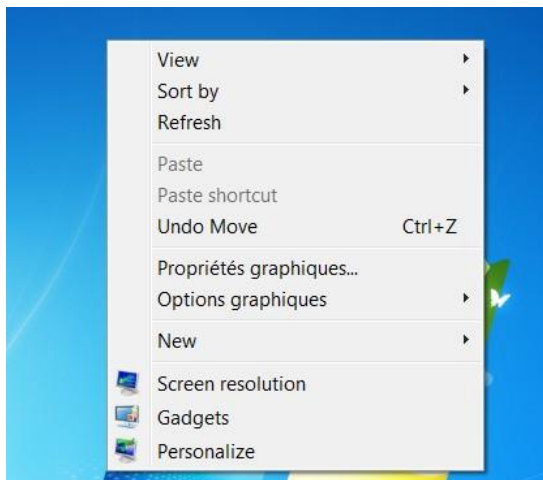 View
Sort by
Refresh
Paste
Paste shortcut
Undo Move Ctrl+Z
Propriétés graphiques...
Options graphiques
New
Screen resolution
Gadgets
Personalize